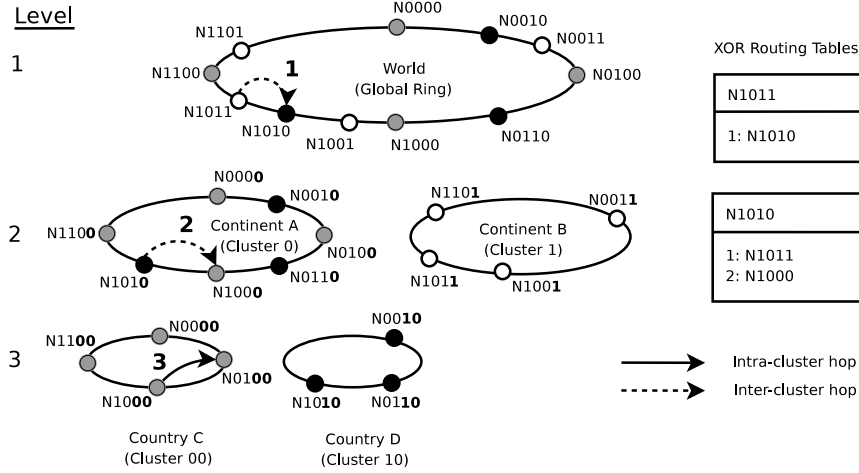 Level
1
N0000
N0010
N0011
N0100
N0110
N1000
N1001
N1010
N1011
N1100
N1101
1
World
(Global Ring)
XOR Routing Tables
N1011
1: N1010
2
N0000
N0010
N0100
N0110
N1000
N1010
N1100
2
Continent A
(Cluster 0)
N1101
N0011
N1011
N1001
Continent B
(Cluster 1)
N1010
1: N1011
2: N1000
3
N1100
N0000
N0100
N1000
3
Country C
(Cluster 00)
N0010
N1010
N0110
Country D
(Cluster 10)
Intra-cluster hop
Inter-cluster hop